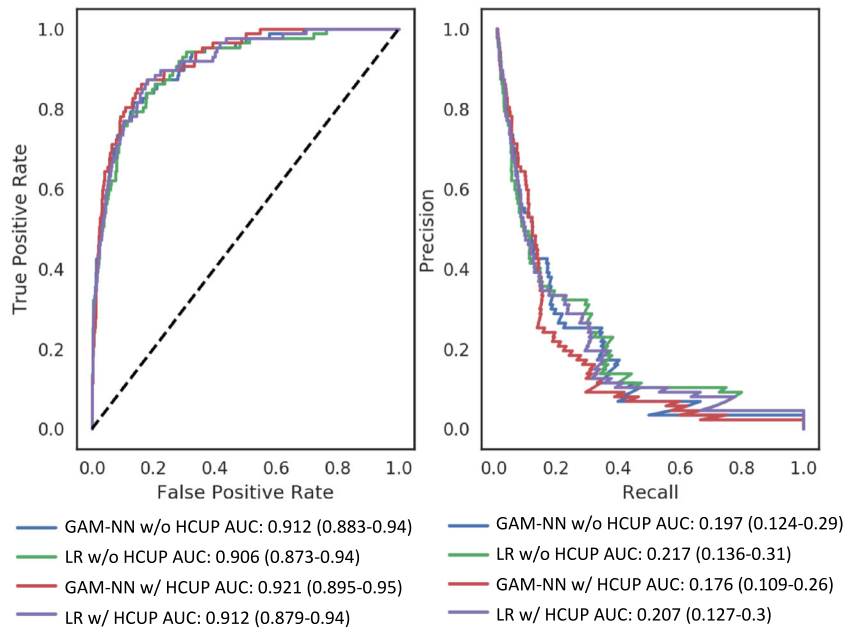 1.0
0.8
0.6
0.4
0.2
0.0
True Positive Rate
0.0 0.2 0.4 0.6 0.8 1.0
False Positive Rate
GAM-NN w/o HCUP AUC: 0.912 (0.883-0.94)
LR w/o HCUP AUC: 0.906 (0.873-0.94)
GAM-NN w/ HCUP AUC: 0.921 (0.895-0.95)
LR w/ HCUP AUC: 0.912 (0.879-0.94)
1.0
0.8
0.6
0.4
0.2
0.0
Precision
0.0 0.2 0.4 0.6 0.8 1.0
Recall
GAM-NN w/o HCUP AUC: 0.197 (0.124-0.29)
LR w/o HCUP AUC: 0.217 (0.136-0.31)
GAM-NN w/ HCUP AUC: 0.176 (0.109-0.26)
LR w/ HCUP AUC: 0.207 (0.127-0.3)